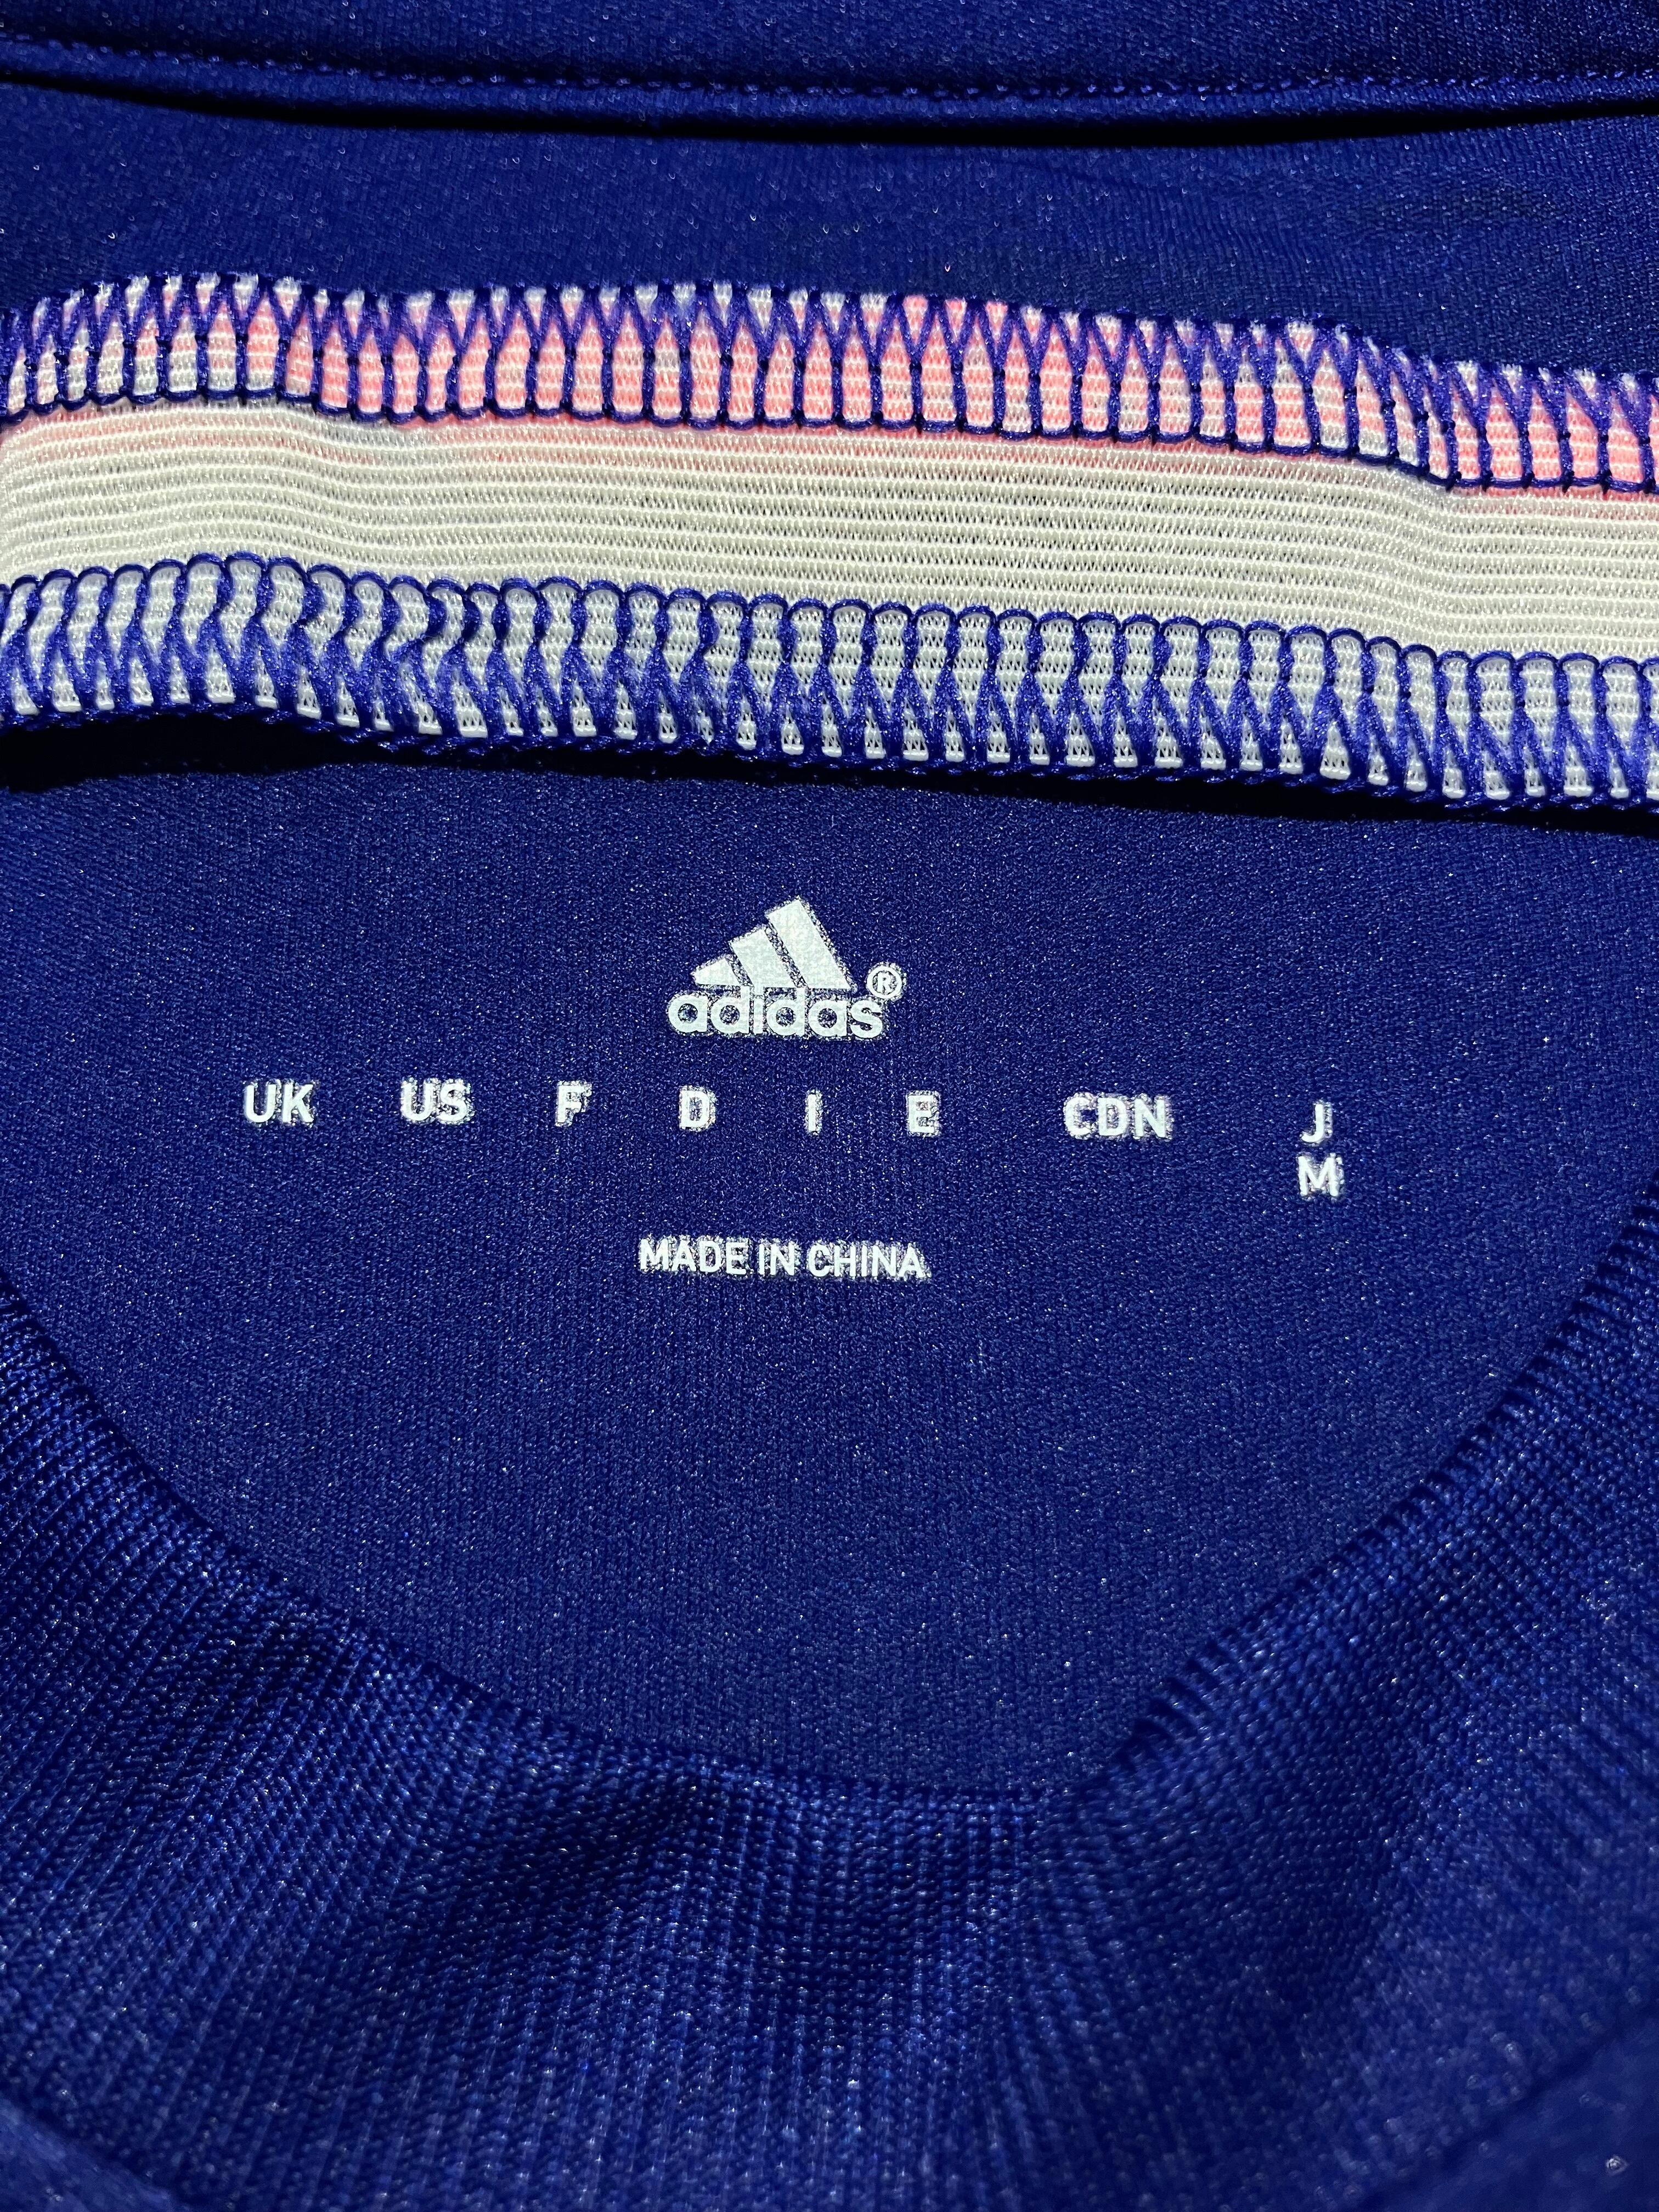 adidas®
UK US F D I E CDN J
M
MADE IN CHINA